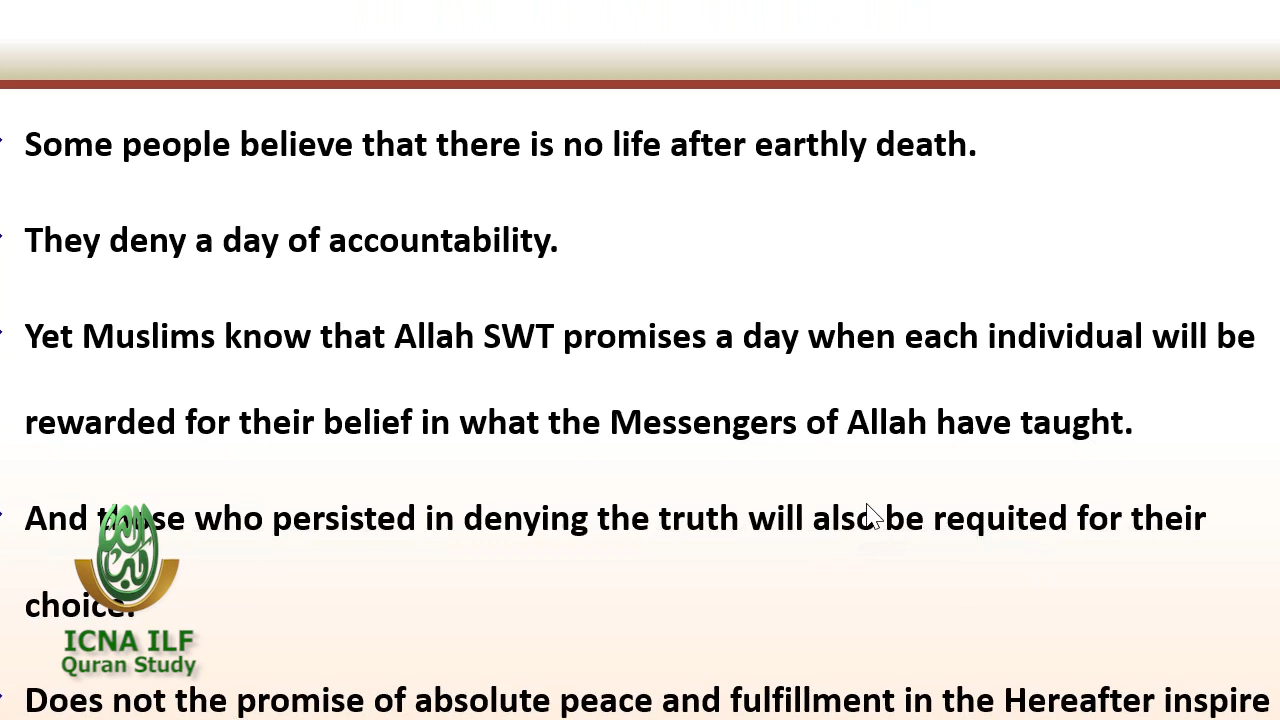 Some people believe that there is no life after earthly death.
They deny a day of accountability.
Yet Muslims know that Allah SWT promises a day when each individual will be
rewarded for their belief in what the Messengers of Allah have taught.
And those who persisted in denying the truth will also be requited for their
choice.
ICNA ILF
Quran Study
Does not the promise of absolute peace and fulfillment in the Hereafter inspire